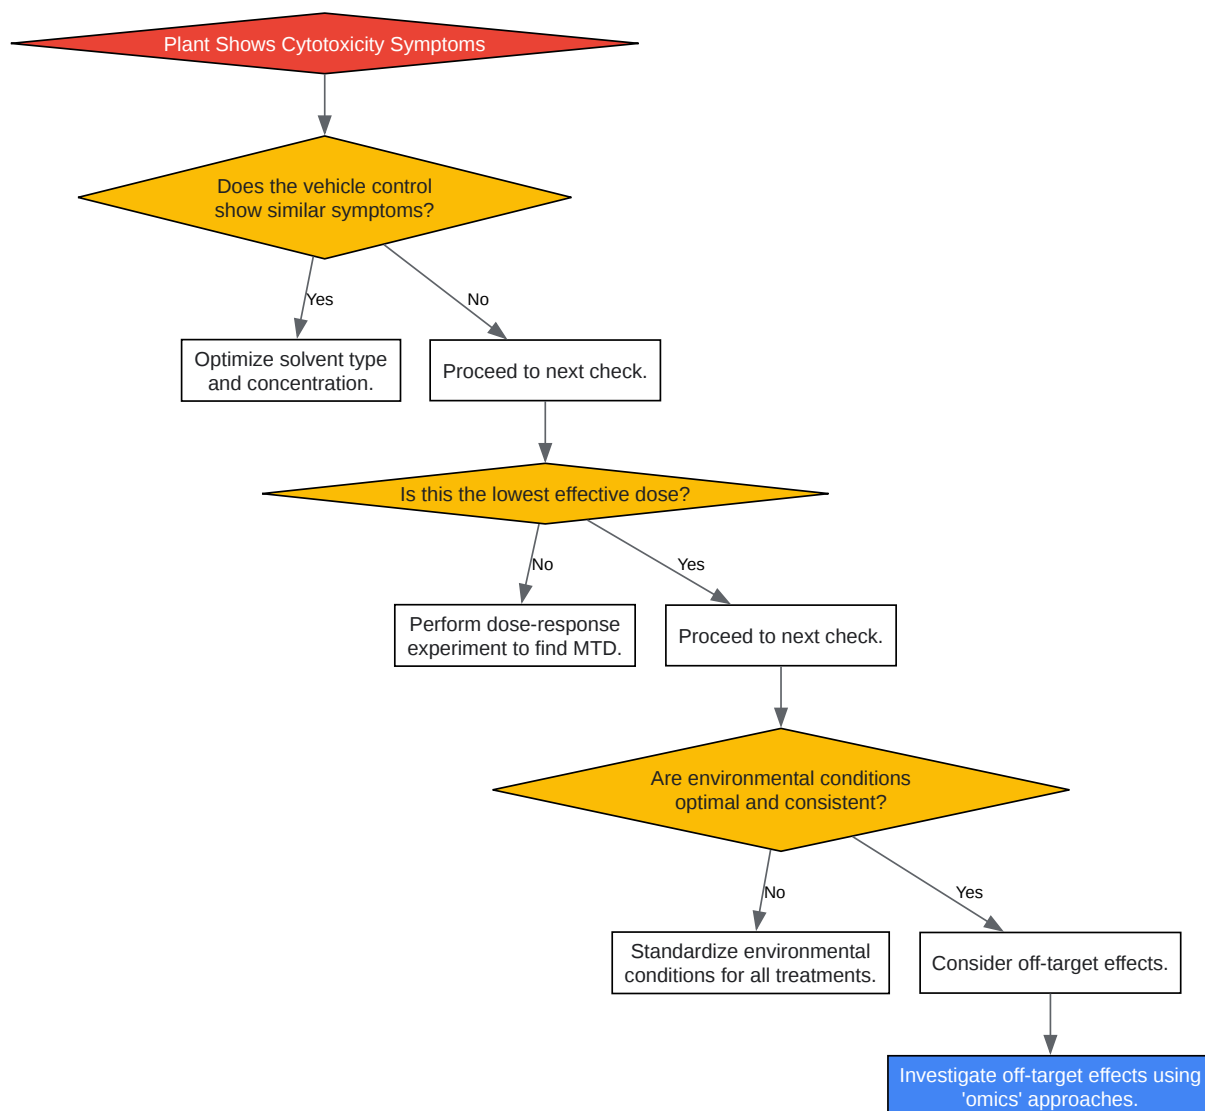 Plant Shows Cytotoxicity Symptoms
Does the vehicle control
show similar symptoms?
Yes
No
Optimize solvent type
and concentration.
Proceed to next check.
Is this the lowest effective dose?
No
Yes
Perform dose-response
experiment to find MTD.
Proceed to next check.
Are environmental conditions
optimal and consistent?
No
Yes
Standardize environmental
conditions for all treatments.
Consider off-target effects.
Investigate off-target effects using
'omics' approaches.